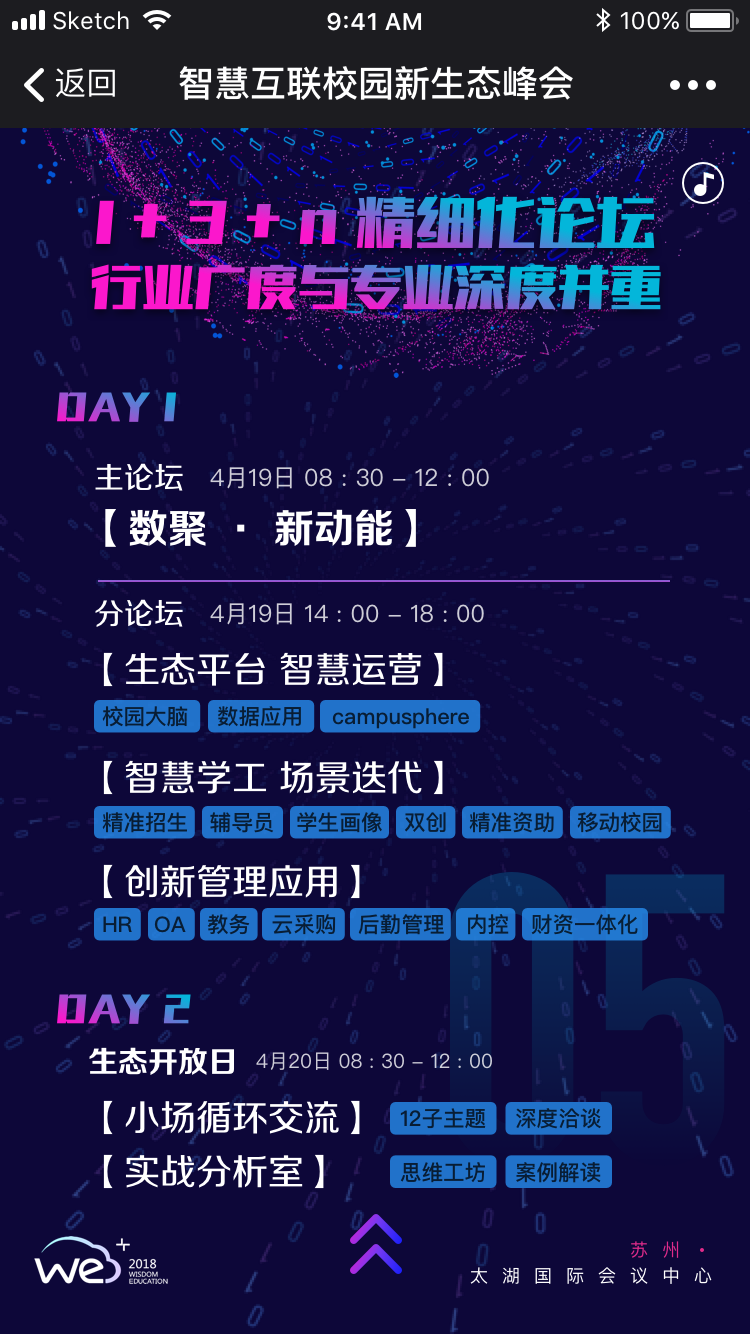 Sketch 9:41 AM 100%
返回 智慧互联校园新生态峰会
1+3+n 精细化论坛
行业广度与专业深度并重
DAY 1
主论坛 4月19日 08 : 30 – 12 : 00
【 数聚 · 新动能 】
分论坛 4月19日 14 : 00 – 18 : 00
【 生态平台 智慧运营 】
校园大脑 数据应用 campusphere
【 智慧学工 场景迭代 】
精准招生 辅导员 学生画像 双创 精准资助 移动校园
【 创新管理应用 】
HR OA 教务 云采购 后勤管理 内控 财资一体化
05
DAY 2
生态开放日 4月20日 08 : 30 – 12 : 00
【 小场循环交流 】 12子主题 深度洽谈
【 实战分析室 】 思维工坊 案例解读
we+ 2018
WISDOM
EDUCATION
苏州 ·
太湖国际会议中心